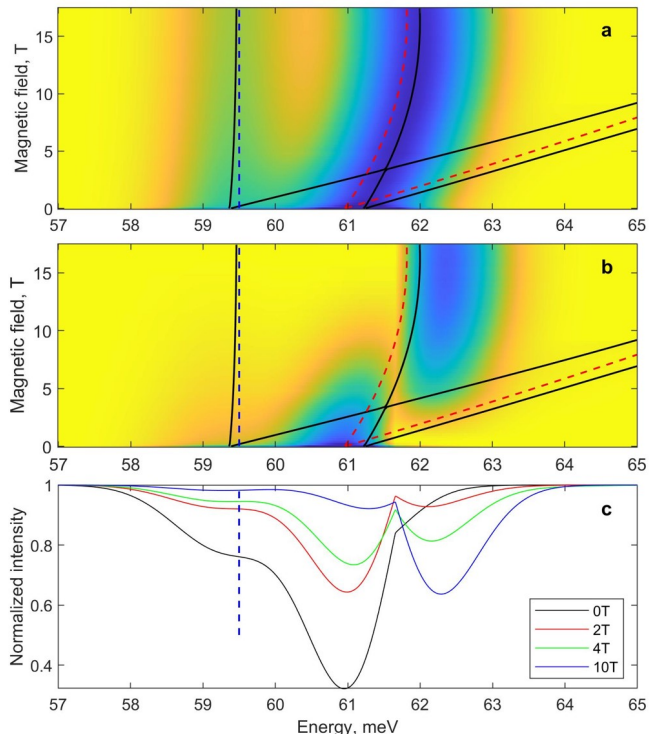 a
Magnetic field, T
15
10
5
0
57 58 59 60 61 62 63 64 65
b
Magnetic field, T
15
10
5
0
57 58 59 60 61 62 63 64 65
c
Normalized intensity
1
0.8
0.6
0.4
0T
2T
4T
10T
57 58 59 60 61 62 63 64 65
Energy, meV